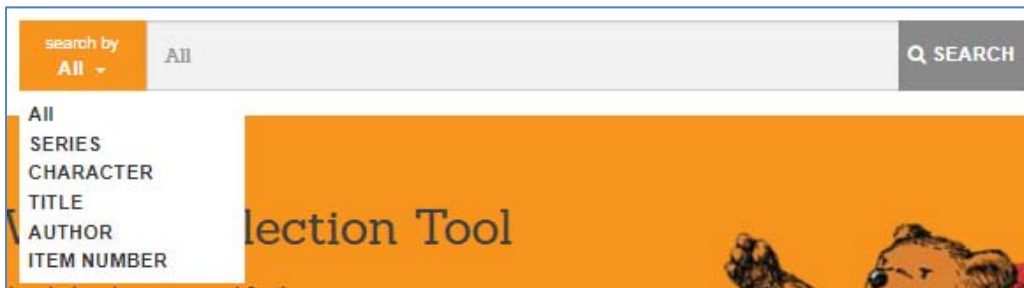 search by
All
All
SEARCH
All
SERIES
CHARACTER
TITLE
AUTHOR
ITEM NUMBER
lection Tool